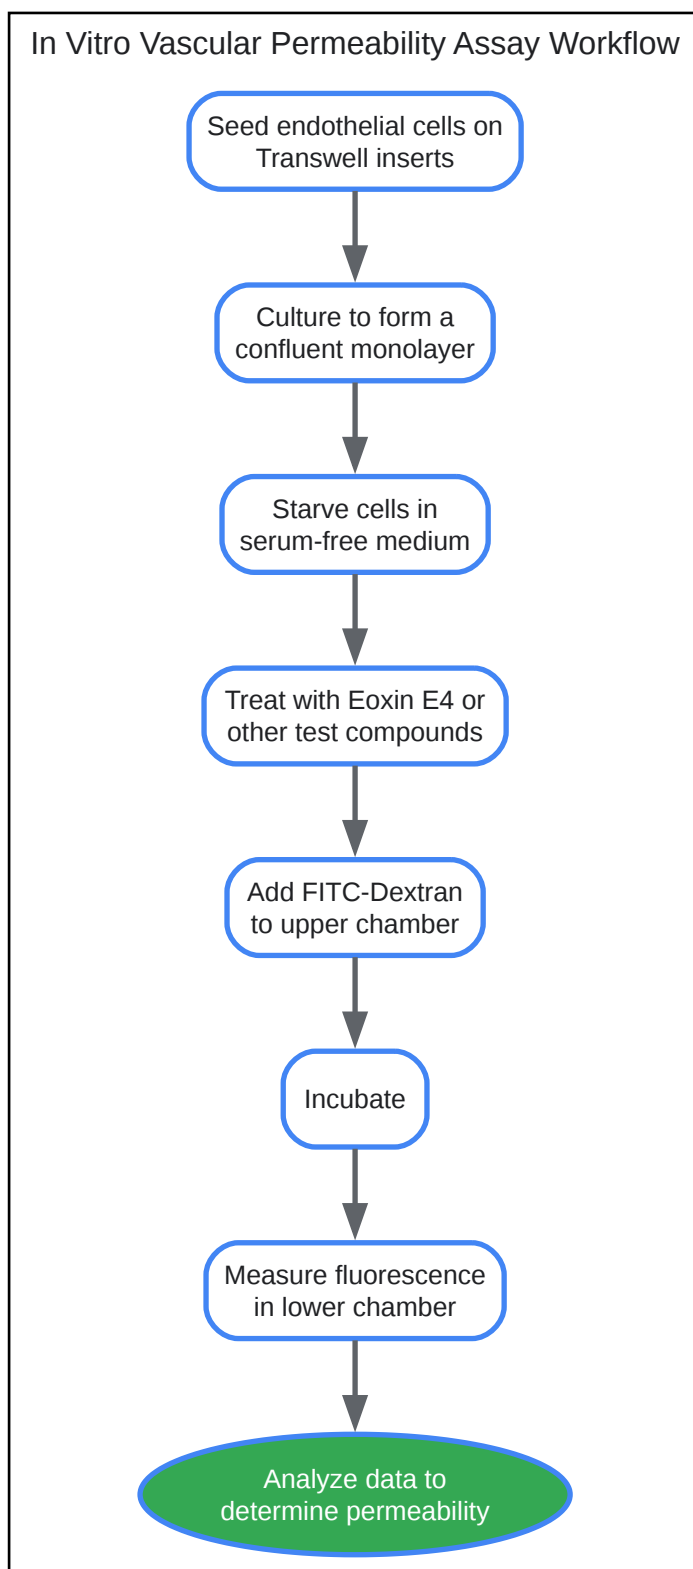 In Vitro Vascular Permeability Assay Workflow
Seed endothelial cells on
Transwell inserts
Culture to form a
confluent monolayer
Starve cells in
serum-free medium
Treat with Eoxin E4 or
other test compounds
Add FITC-Dextran
to upper chamber
Incubate
Measure fluorescence
in lower chamber
Analyze data to
determine permeability